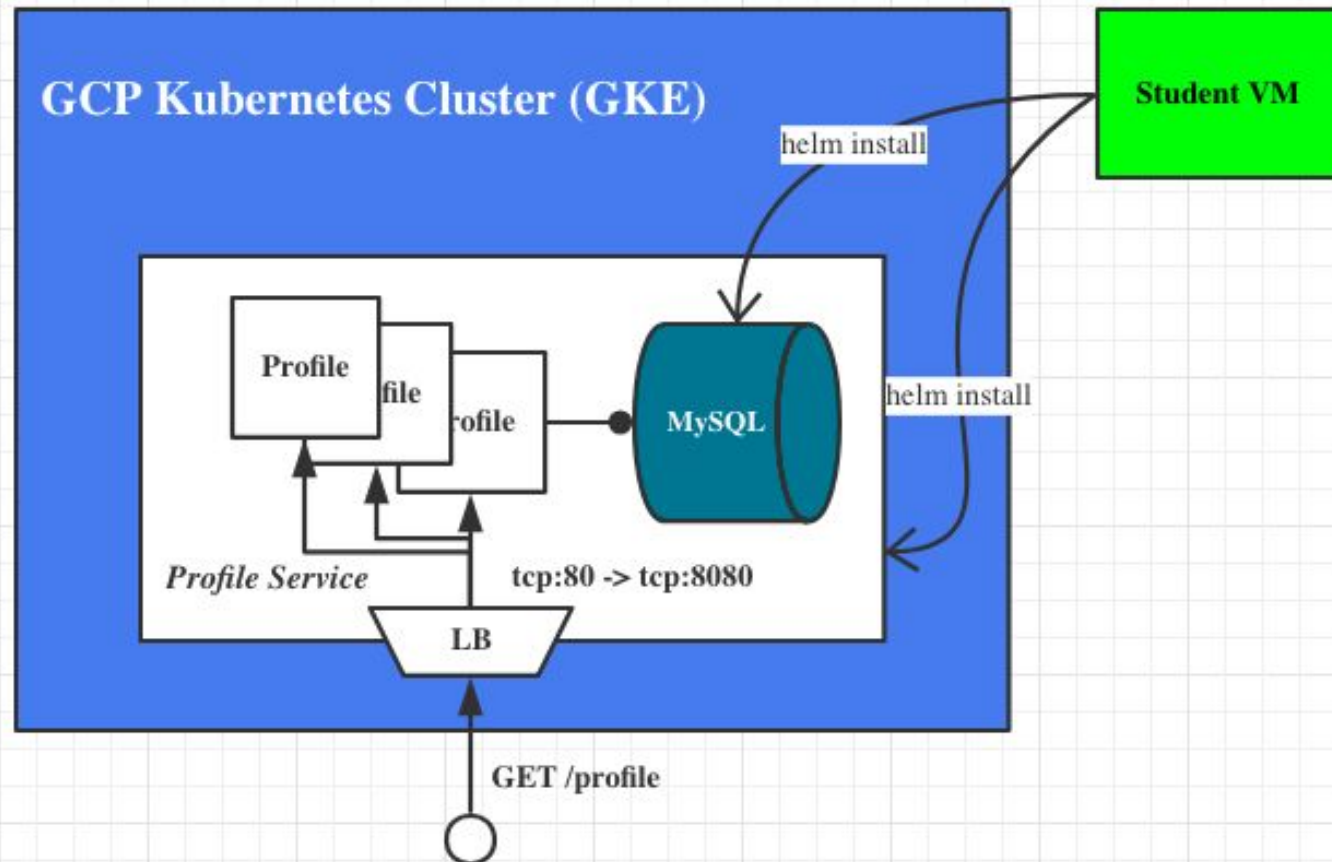 GCP Kubernetes Cluster (GKE)
Student VM
helm install
Profile
file
rofile
MySQL
helm install
Profile Service
tcp:80 -> tcp:8080
LB
GET /profile